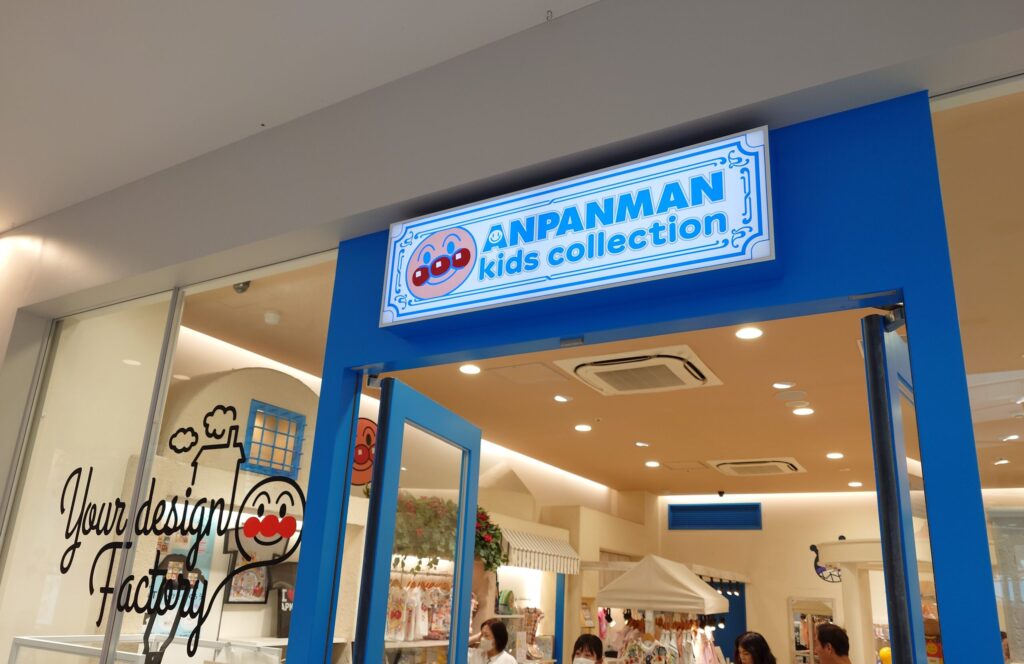 ANPANMAN
kids collection
Your design
Factory